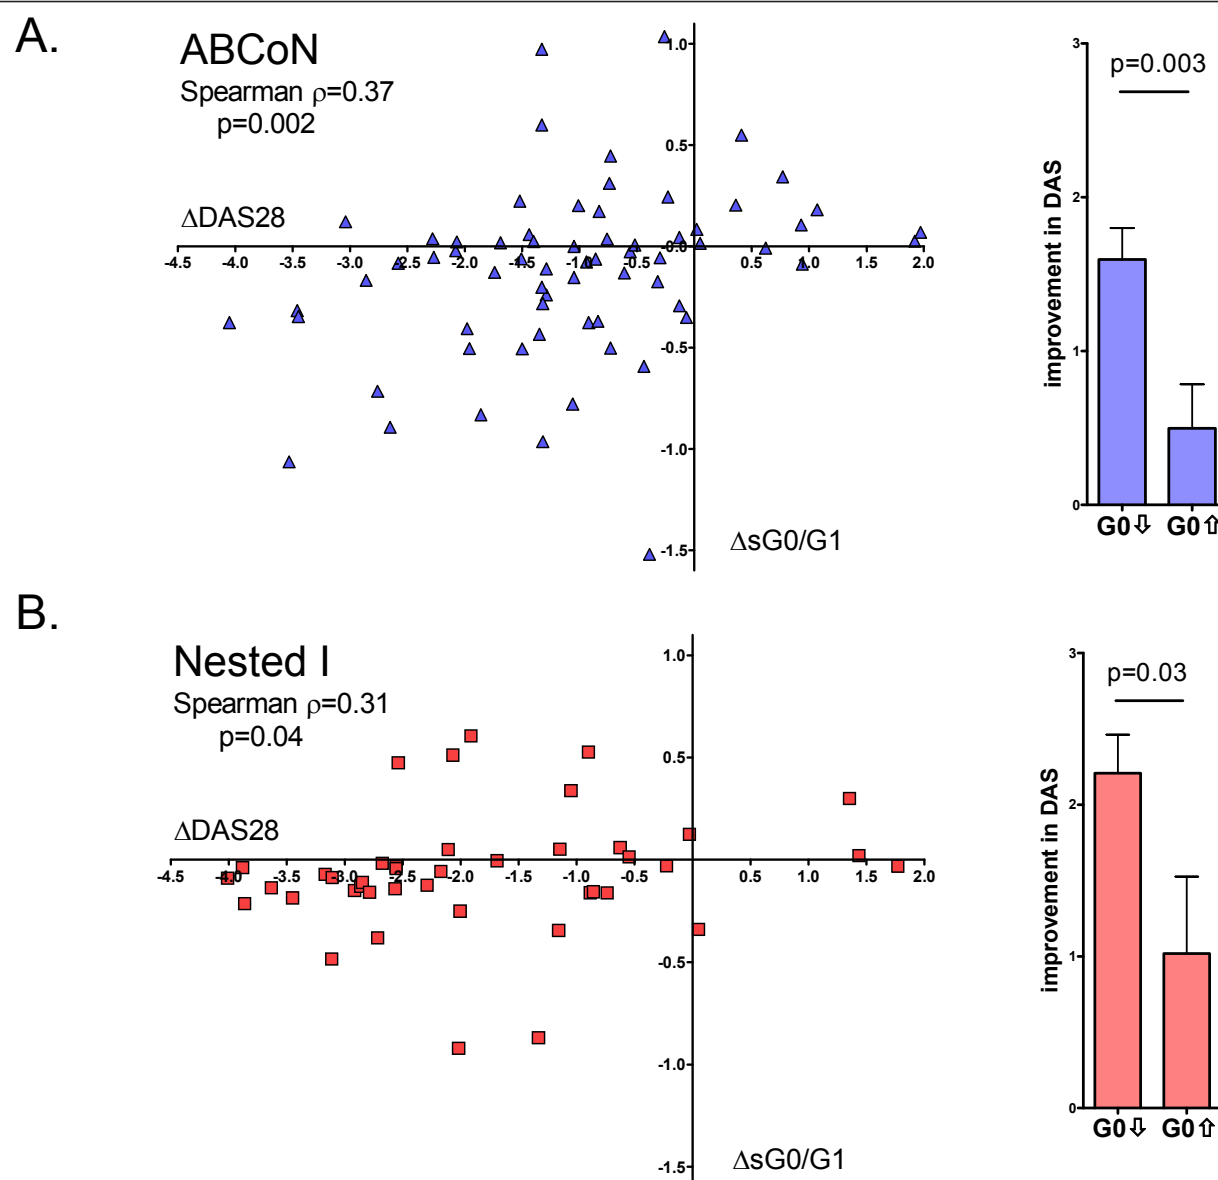 A.
ABCoN
Spearman ρ=0.37
p=0.002
ΔDAS28
1.0
0.5
0.0
-0.5
-1.0
-1.5
-4.5 -4.0 -3.5 -3.0 -2.5 -2.0 -1.5 -1.0 -0.5 0.5 1.0 1.5 2.0
ΔsG0/G1
p=0.003
improvement in DAS
3
2
1
0
G0⇩ G0⇧
B.
Nested I
Spearman ρ=0.31
p=0.04
ΔDAS28
1.0
0.5
-0.5
-1.0
-1.5
-4.5 -4.0 -3.5 -3.0 -2.5 -2.0 -1.5 -1.0 -0.5 0.5 1.0 1.5 2.0
ΔsG0/G1
p=0.03
improvement in DAS
3
2
1
0
G0⇩ G0⇧